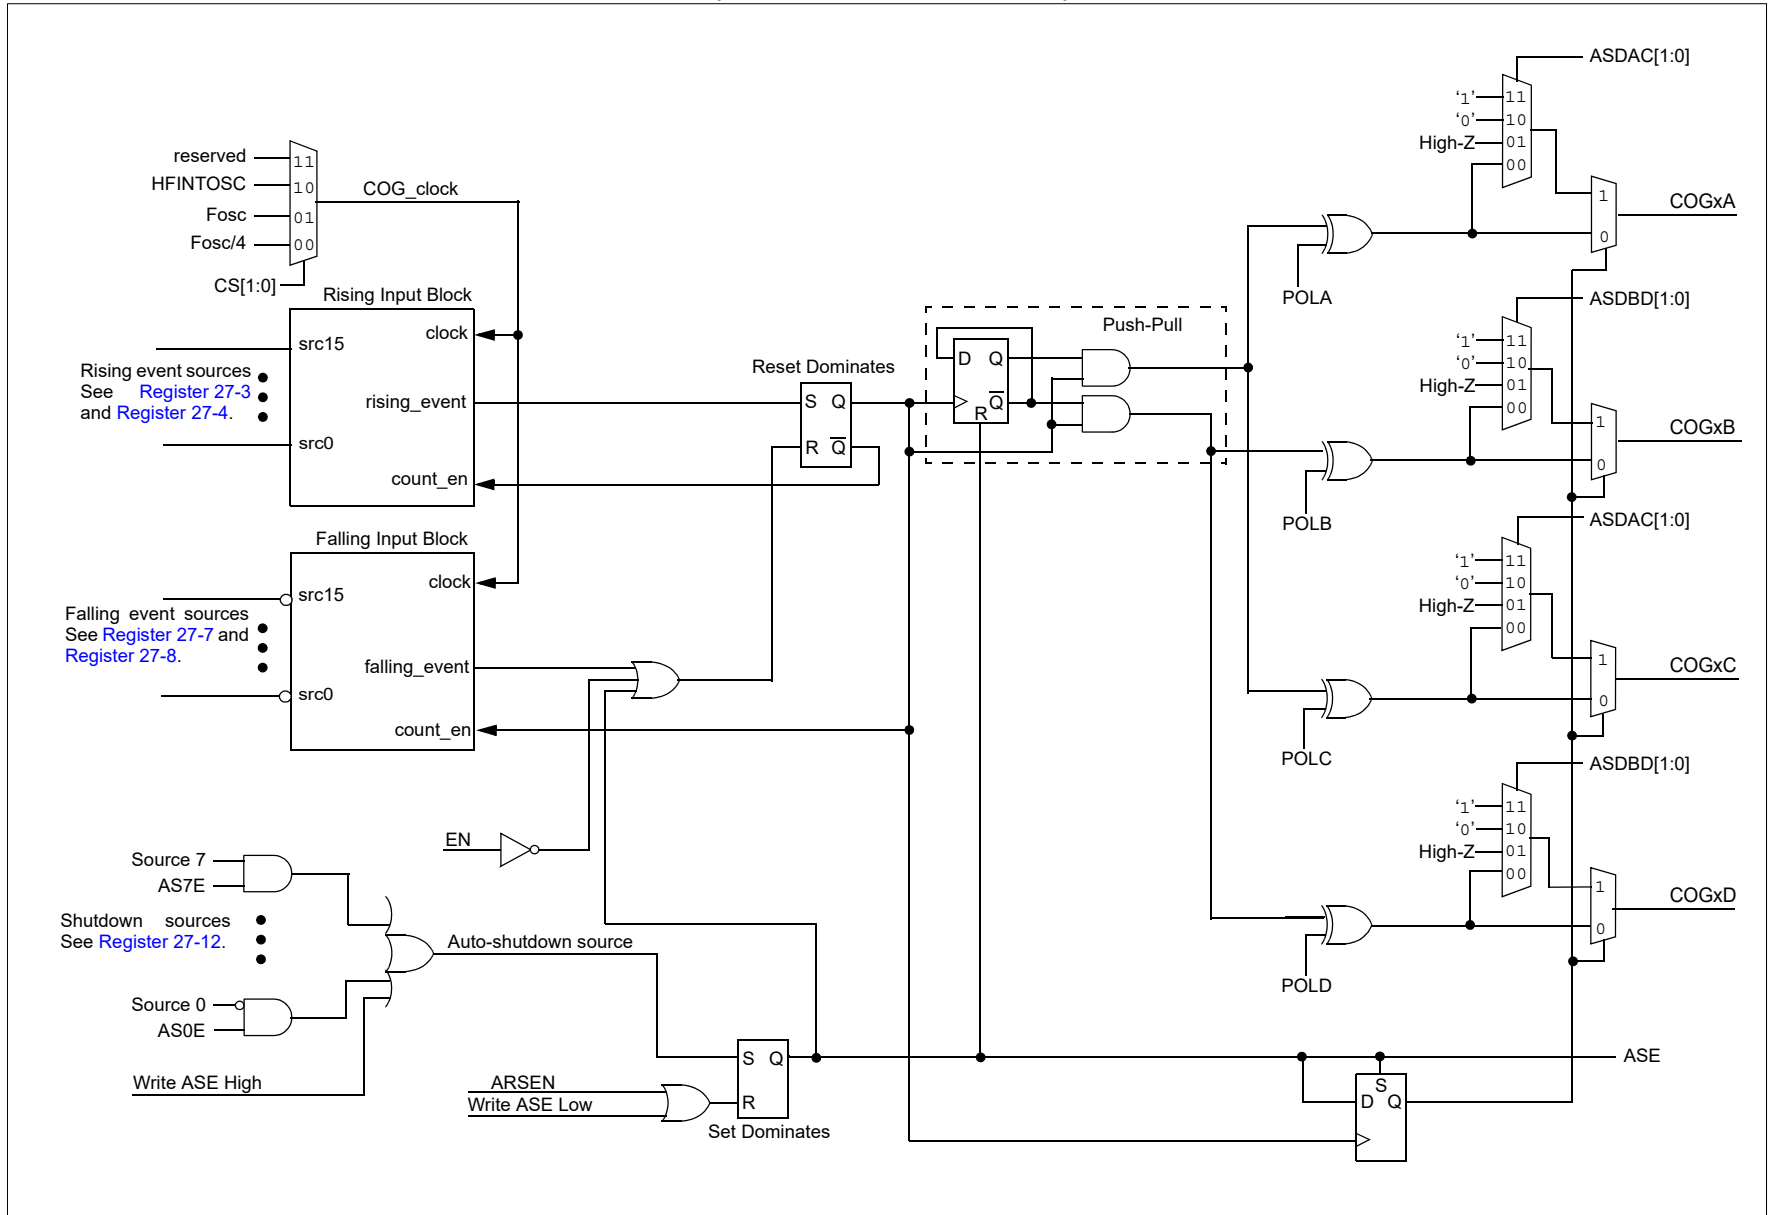 ASDAC[1:0]
‘1’ 11
‘0’ 10
High-Z 01
00
1
0
COGxA
POLA
reserved 11
HFINTOSC 10
Fosc 01
Fosc/4 00
CS[1:0]
COG_clock
Rising Input Block
clock
src15
Rising event sources
See Register 27-3
and Register 27-4.
rising_event
src0
count_en
Reset Dominates
S Q
R Q̅
Push-Pull
D Q
Q̅
R
ASDBD[1:0]
‘1’ 11
‘0’ 10
High-Z 01
00
1
0
COGxB
POLB
Falling Input Block
clock
src15
Falling event sources
See Register 27-7 and
Register 27-8.
falling_event
src0
count_en
ASDAC[1:0]
‘1’ 11
‘0’ 10
High-Z 01
00
1
0
COGxC
POLC
EN
Source 7
AS7E
Shutdown sources
See Register 27-12.
Source 0
AS0E
Write ASE High
Auto-shutdown source
ASDBD[1:0]
‘1’ 11
‘0’ 10
High-Z 01
00
1
0
COGxD
POLD
ARSEN
Write ASE Low
S Q
R
Set Dominates
S
D Q
ASE